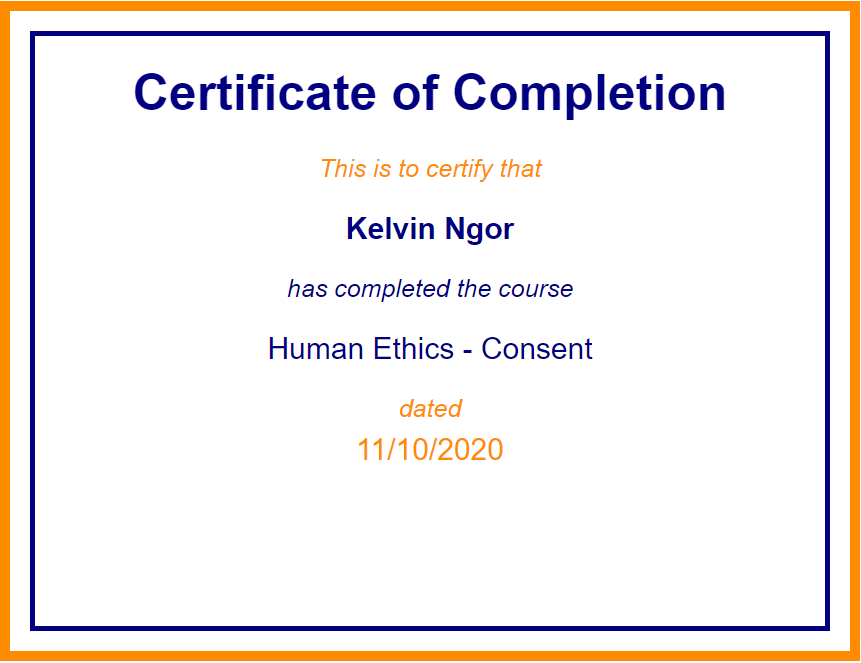 Certificate of Completion
This is to certify that
Kelvin Ngor
has completed the course
Human Ethics - Consent
dated
11/10/2020